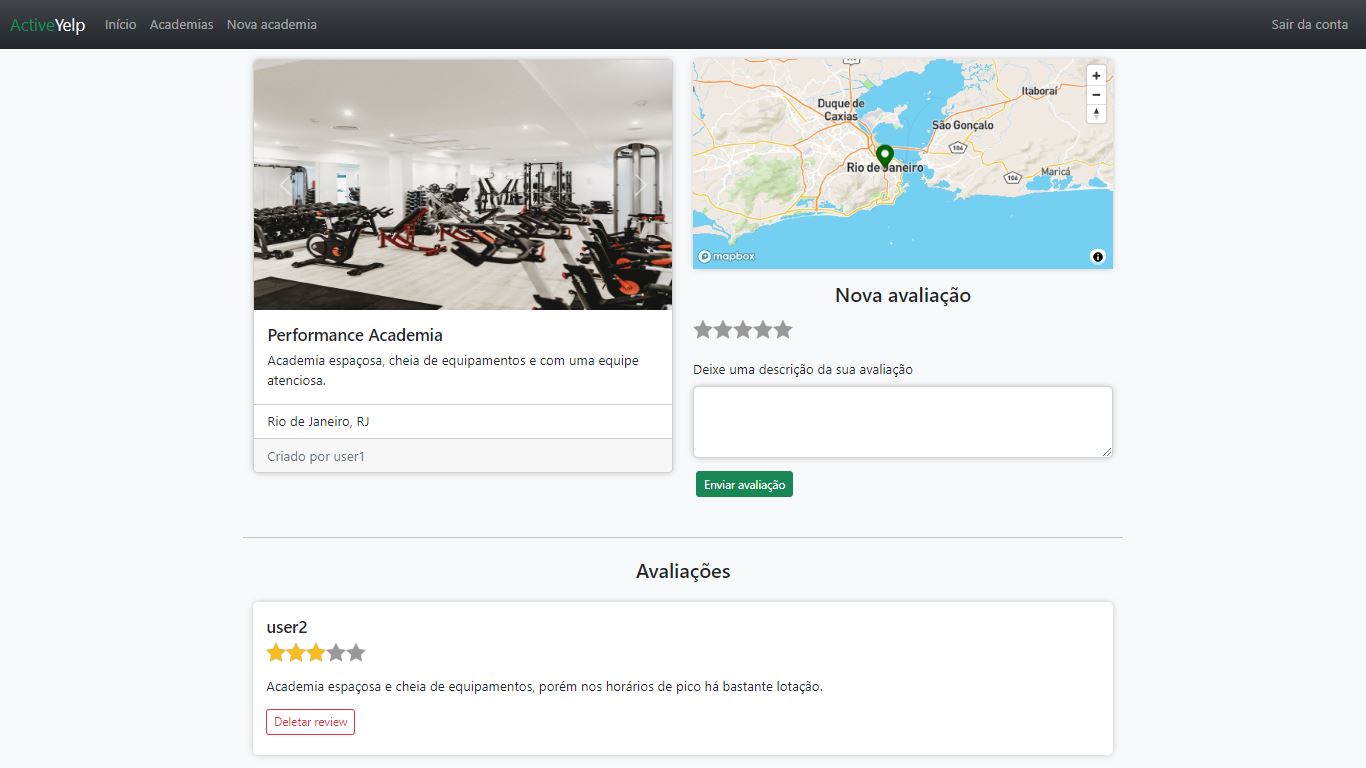 ActiveYelp Início Academias Nova academia Sair da conta
Performance Academia
Academia espaçosa, cheia de equipamentos e com uma equipe
atenciosa.
Rio de Janeiro, RJ
Criado por user1
Duque de
Caxias
Itaboraí
São Gonçalo
104
Rio de Janeiro
104
Maricá
mapbox
Nova avaliação
Deixe uma descrição da sua avaliação
Enviar avaliação
Avaliações
user2
Academia espaçosa e cheia de equipamentos, porém nos horários de pico há bastante lotação.
Deletar review